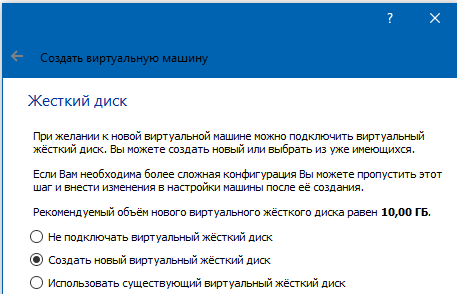 ?
Создать виртуальную машину
Жесткий диск
При желании к новой виртуальной машине можно подключить виртуальный
жёсткий диск. Вы можете создать новый или выбрать из уже имеющихся.
Если Вам необходима более сложная конфигурация Вы можете пропустить этот
шаг и внести изменения в настройки машины после её создания.
Рекомендуемый объём нового виртуального жёсткого диска равен 10,00 ГБ.
Не подключать виртуальный жёсткий диск
Создать новый виртуальный жёсткий диск
Использовать существующий виртуальный жёсткий диск